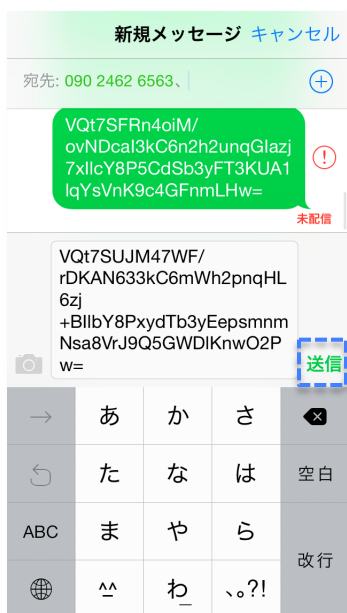 新規メッセージ キャンセル
宛先: 090 2462 6563、
VQt7SFRn4oiM/
ovNDcaI3kC6n2h2unqGIazj
7xIlcY8P5CdSb3yFT3KUA1
lqYsVnK9c4GFnmLHw=
未配信
VQt7SUJM47WF/
rDKAN633kC6mWh2pnqHL
6zj
+BIlbY8PxydTb3yEepsmnm
Nsa8VrJ9Q5GWDlKnwO2P
w=
送信
→ あ か さ
た な は 空白
ABC ま や ら
^^ わ 、。?! 改行